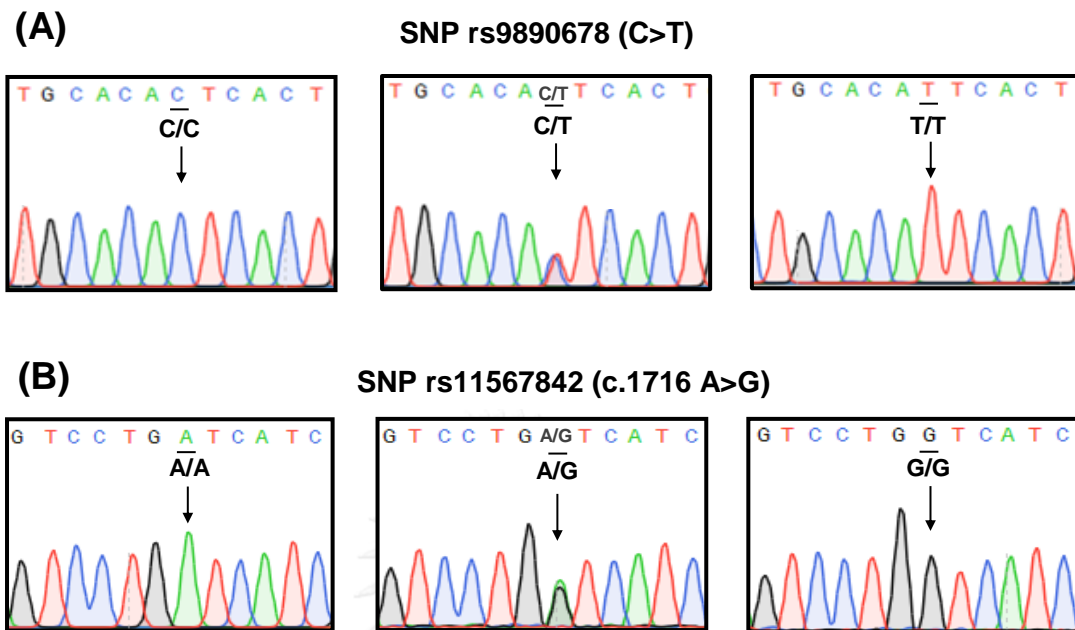 (A)
SNP rs9890678 (C>T)
T G C A C A C T C A C T
C/C
T G C A C A C/T T C A C T
C/T
T G C A C A T T C A C T
T/T
(B)
SNP rs11567842 (c.1716 A>G)
G T C C T G A T C A T C
A/A
G T C C T G A/G T C A T C
A/G
G T C C T G G T C A T C
G/G